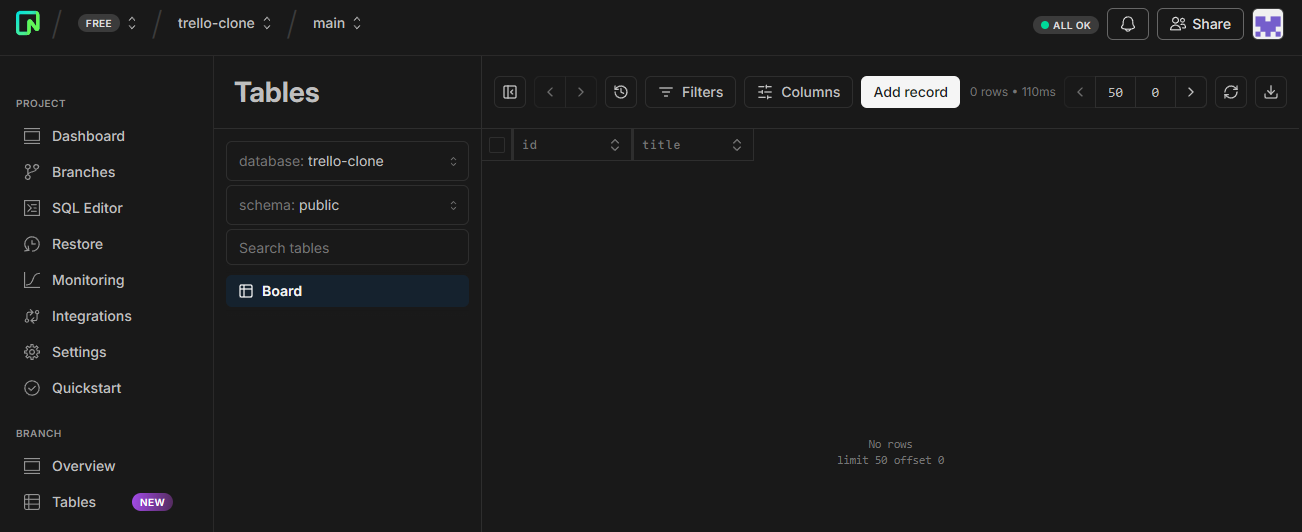 FREE trello-clone main ALL OK Share
PROJECT
Dashboard
Branches
SQL Editor
Restore
Monitoring
Integrations
Settings
Quickstart
BRANCH
Overview
Tables NEW
Tables
database: trello-clone
schema: public
Search tables
Board
Filters Columns Add record 0 rows • 110ms 50 0
id title
No rows
limit 50 offset 0